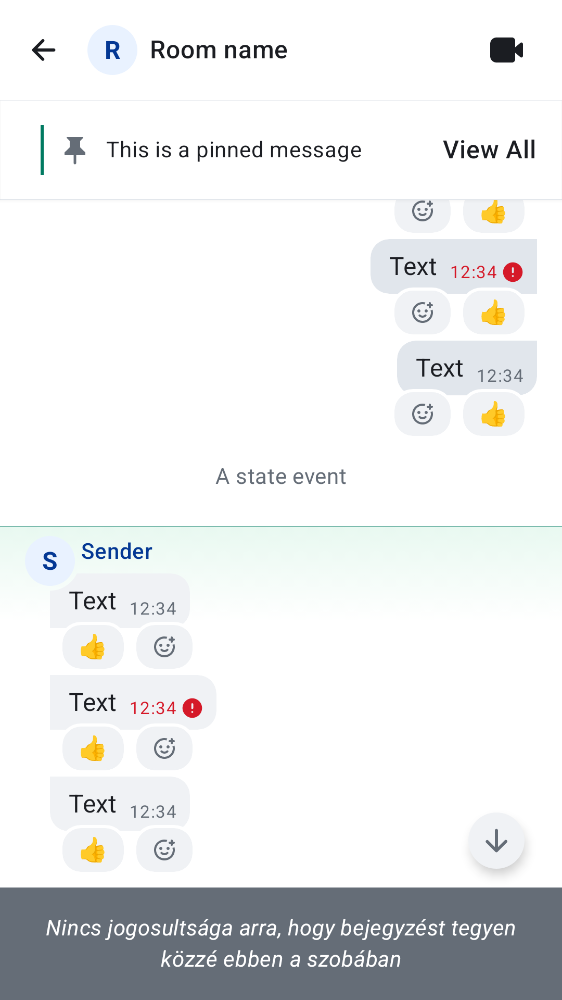 R Room name
This is a pinned message View All
Text 12:34
Text 12:34
A state event
S Sender
Text 12:34
Text 12:34
Text 12:34
Nincs jogosultsága arra, hogy bejegyzést tegyen
közzé ebben a szobában